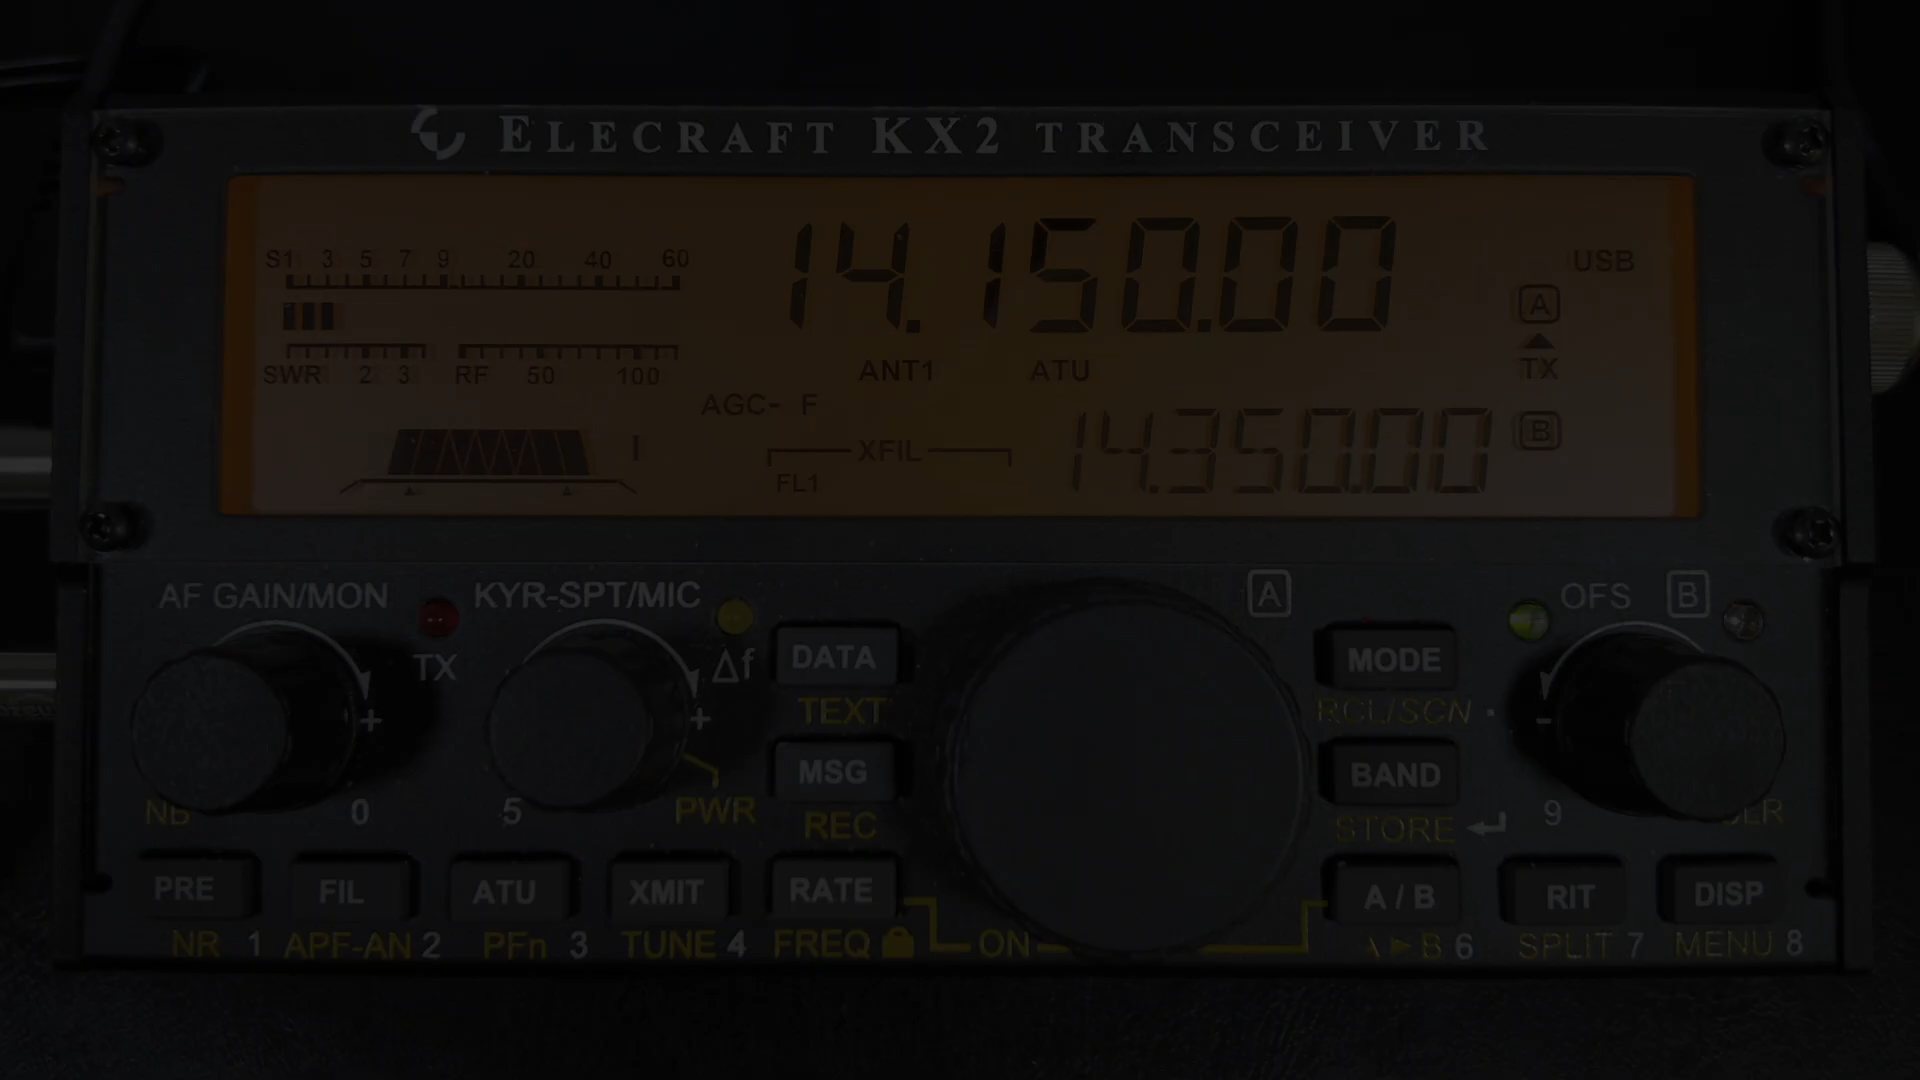 ELECRAFT KX2 TRANSCEIVER
S1 3 5 7 9 20 40 60
14.150.00
USB
A
SWR 2 3 RF 50 100
ANT1 ATU
TX
AGC- F
14.350.00
B
XFIL
FL1
I
AF GAIN/MON
KYR-SPT/MIC
A
OFS B
TX
Δf
DATA
MODE
+
+
-
TEXT
RCL/SCN
MSG
BAND
NB 0
5 PWR
REC
STORE
9
PRE FIL ATU XMIT RATE
A / B RIT DISP
NR 1 APF-AN 2 PFn 3 TUNE 4 FREQ ON
B 6 SPLIT 7 MENU 8